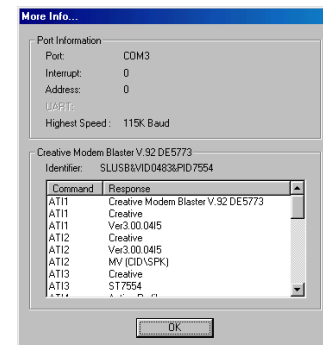 More Info...
Port Information
Port: COM3
Interrupt: 0
Address: 0
UART:
Highest Speed: 115K Baud
Creative Modem Blaster V.92 DE5773
Identifier: SLUSB&VID0483&PID7554
Command Response
ATI1 Creative Modem Blaster V.92 DE5773
ATI1 Creative
ATI1 Ver3.00.04I5
ATI2 Creative
ATI2 Ver3.00.04I5
ATI2 MV (CID\SPK)
ATI3 Creative
ATI3 ST7554
OK